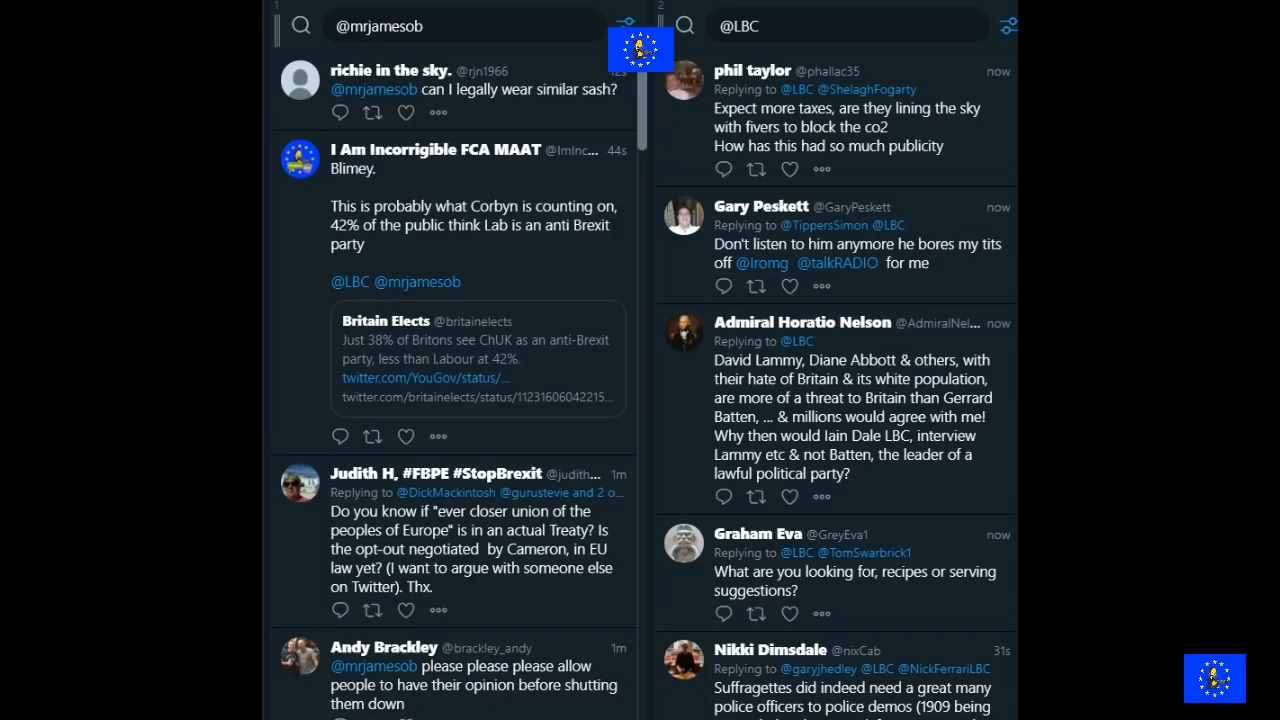 1
@mrjamesob
richie in the sky. @rjn1966 12s
@mrjamesob can I legally wear similar sash?
I Am Incorrigible FCA MAAT @ImInc... 44s
Blimey.
This is probably what Corbyn is counting on,
42% of the public think Lab is an anti Brexit
party
@LBC @mrjamesob
Britain Elects @britainelects
Just 38% of Britons see ChUK as an anti-Brexit
party, less than Labour at 42%.
twitter.com/YouGov/status/...
twitter.com/britainelects/status/11231606042215...
Judith H, #FBPE #StopBrexit @judith... 1m
Replying to @DickMackintosh @gurustevie and 2 o...
Do you know if "ever closer union of the
peoples of Europe" is in an actual Treaty? Is
the opt-out negotiated by Cameron, in EU
law yet? (I want to argue with someone else
on Twitter). Thx.
Andy Brackley @brackley_andy 1m
@mrjamesob please please please allow
people to have their opinion before shutting
them down
2
@LBC
phil taylor @phallac35 now
Replying to @LBC @ShelaghFogarty
Expect more taxes, are they lining the sky
with fivers to block the co2
How has this had so much publicity
Gary Peskett @GaryPeskett now
Replying to @TippersSimon @LBC
Don't listen to him anymore he bores my tits
off @Iromg @talkRADIO for me
Admiral Horatio Nelson @AdmiralNel... now
Replying to @LBC
David Lammy, Diane Abbott & others, with
their hate of Britain & its white population,
are more of a threat to Britain than Gerrard
Batten, ... & millions would agree with me!
Why then would Iain Dale LBC, interview
Lammy etc & not Batten, the leader of a
lawful political party?
Graham Eva @GreyEva1 now
Replying to @LBC @TomSwarbrick1
What are you looking for, recipes or serving
suggestions?
Nikki Dimsdale @nixCab 31s
Replying to @garyjhedley @LBC @NickFerrariLBC
Suffragettes did indeed need a great many
police officers to police demos (1909 being